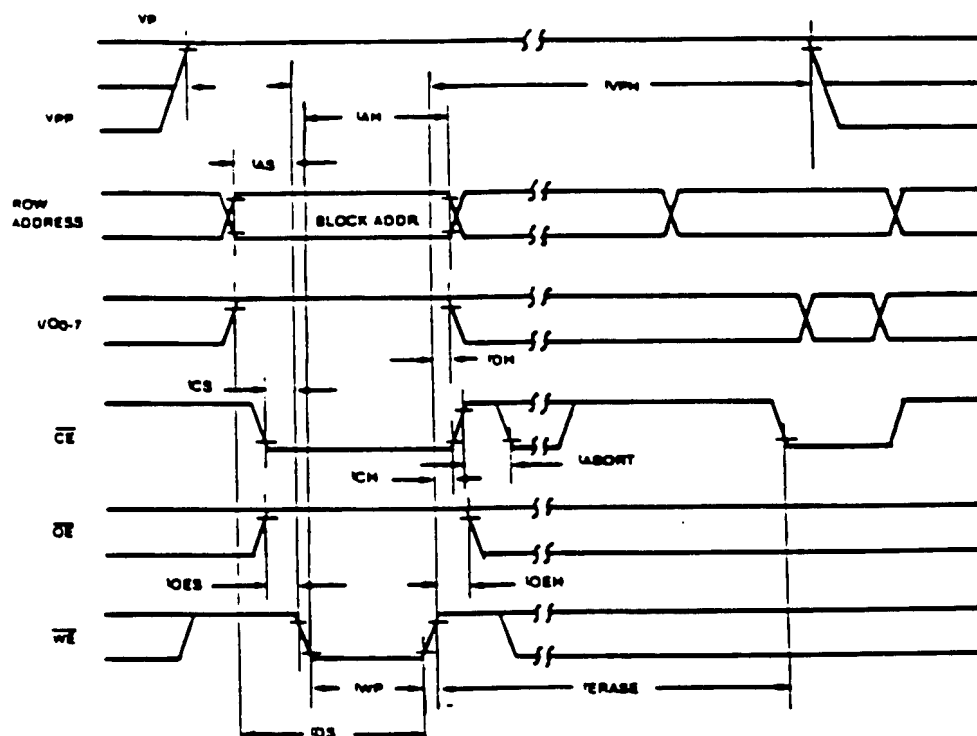 VP
tVPH
VPP
tAH
tAS
ROW
ADDRESS
BLOCK ADDR.
I/O0-7
tDH
tCS
CE
tABORT
tCH
OE
tOES
tOEH
WE
tWP
tERASE
tDS